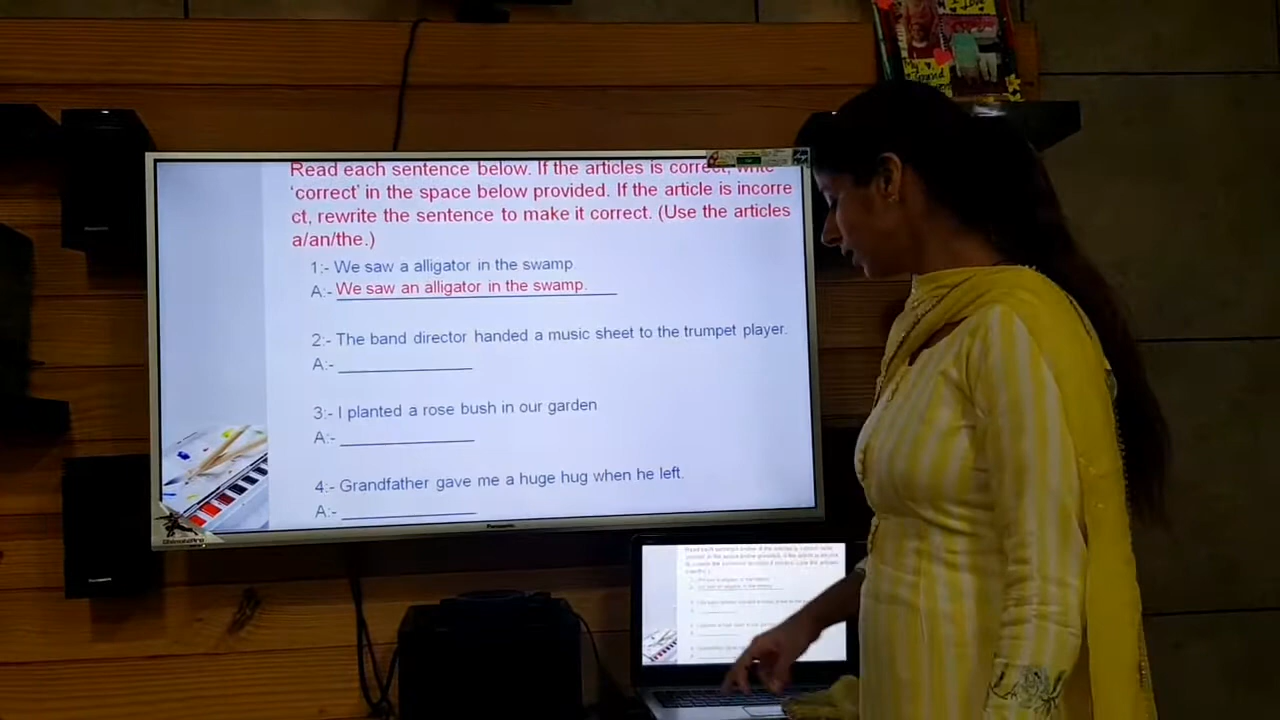 Read each sentence below. If the articles is correct, write
'correct' in the space below provided. If the article is incorre
ct, rewrite the sentence to make it correct. (Use the articles
a/an/the.)
1:- We saw a alligator in the swamp.
A:- We saw an alligator in the swamp.
2:- The band director handed a music sheet to the trumpet player.
A:-
3:- I planted a rose bush in our garden
A:-
4:- Grandfather gave me a huge hug when he left.
A:-
Panasonic
I Love
My